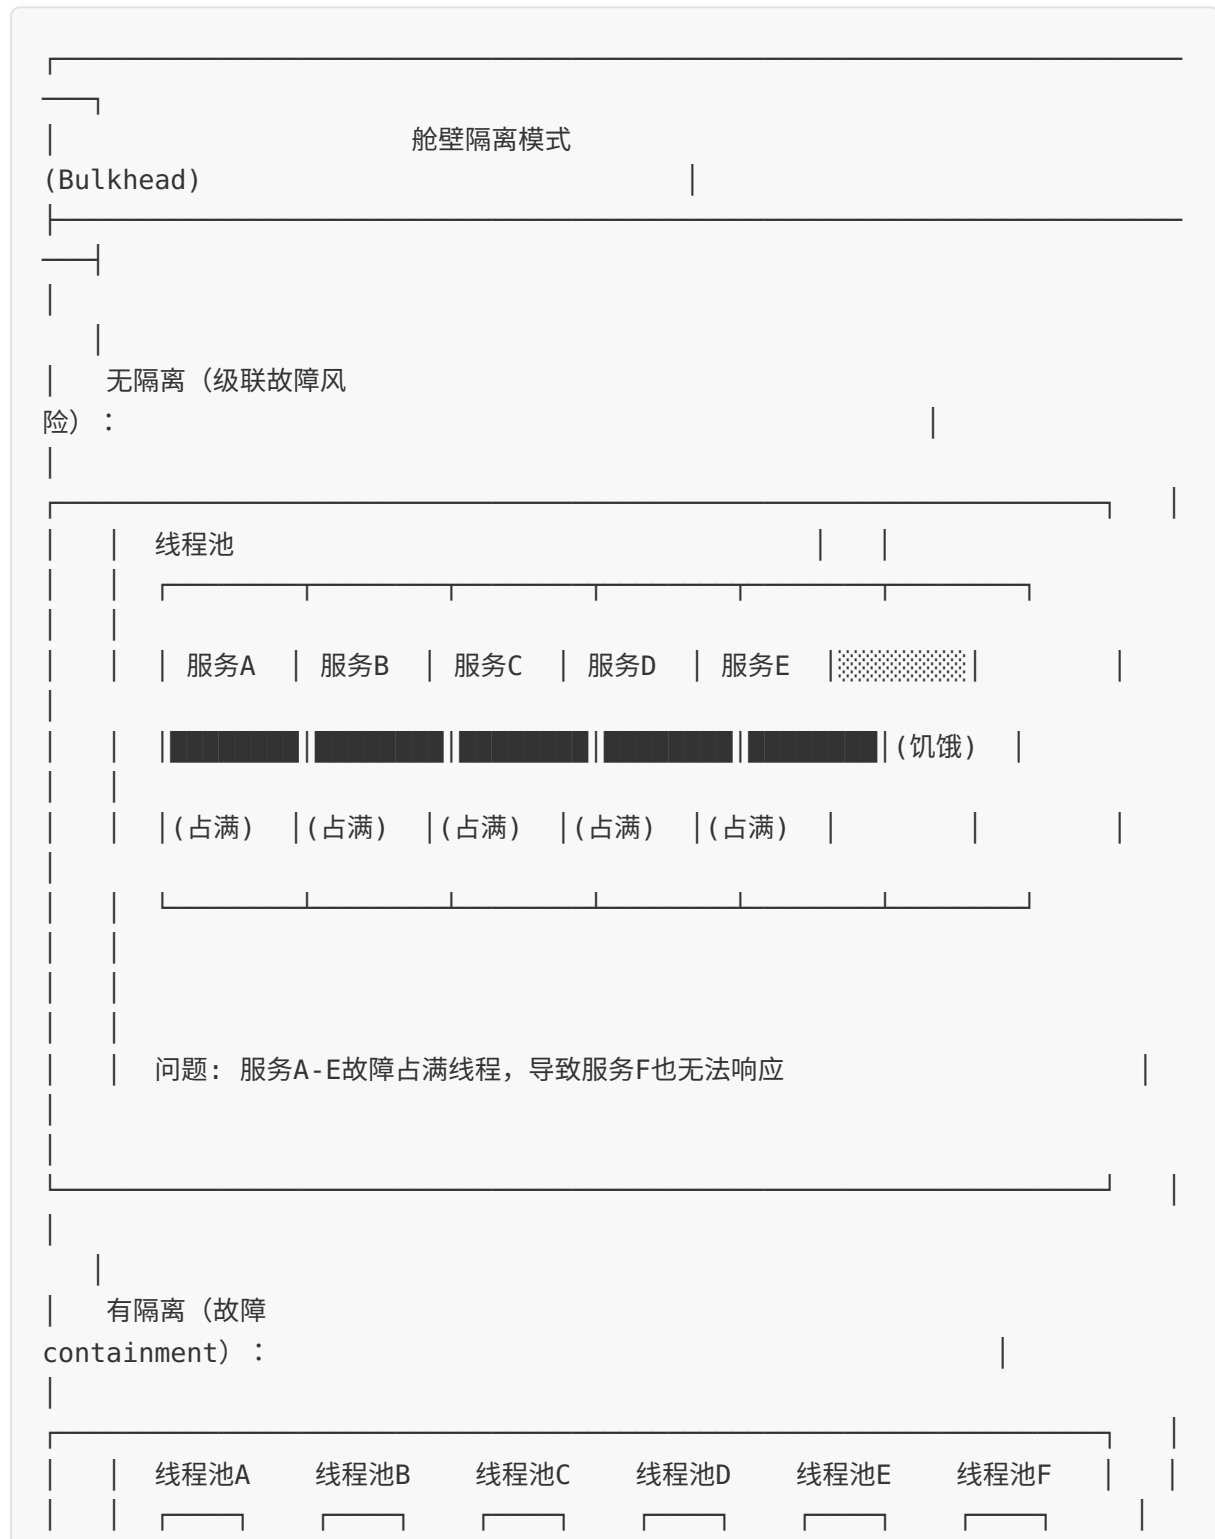 舱壁隔离模式
(Bulkhead)
无隔离（级联故障风
险）：
线程池
服务A 服务B 服务C 服务D 服务E
(饥饿)
(占满) (占满) (占满) (占满) (占满)
问题: 服务A-E故障占满线程，导致服务F也无法响应
有隔离（故障
containment）：
线程池A 线程池B 线程池C 线程池D 线程池E 线程池F